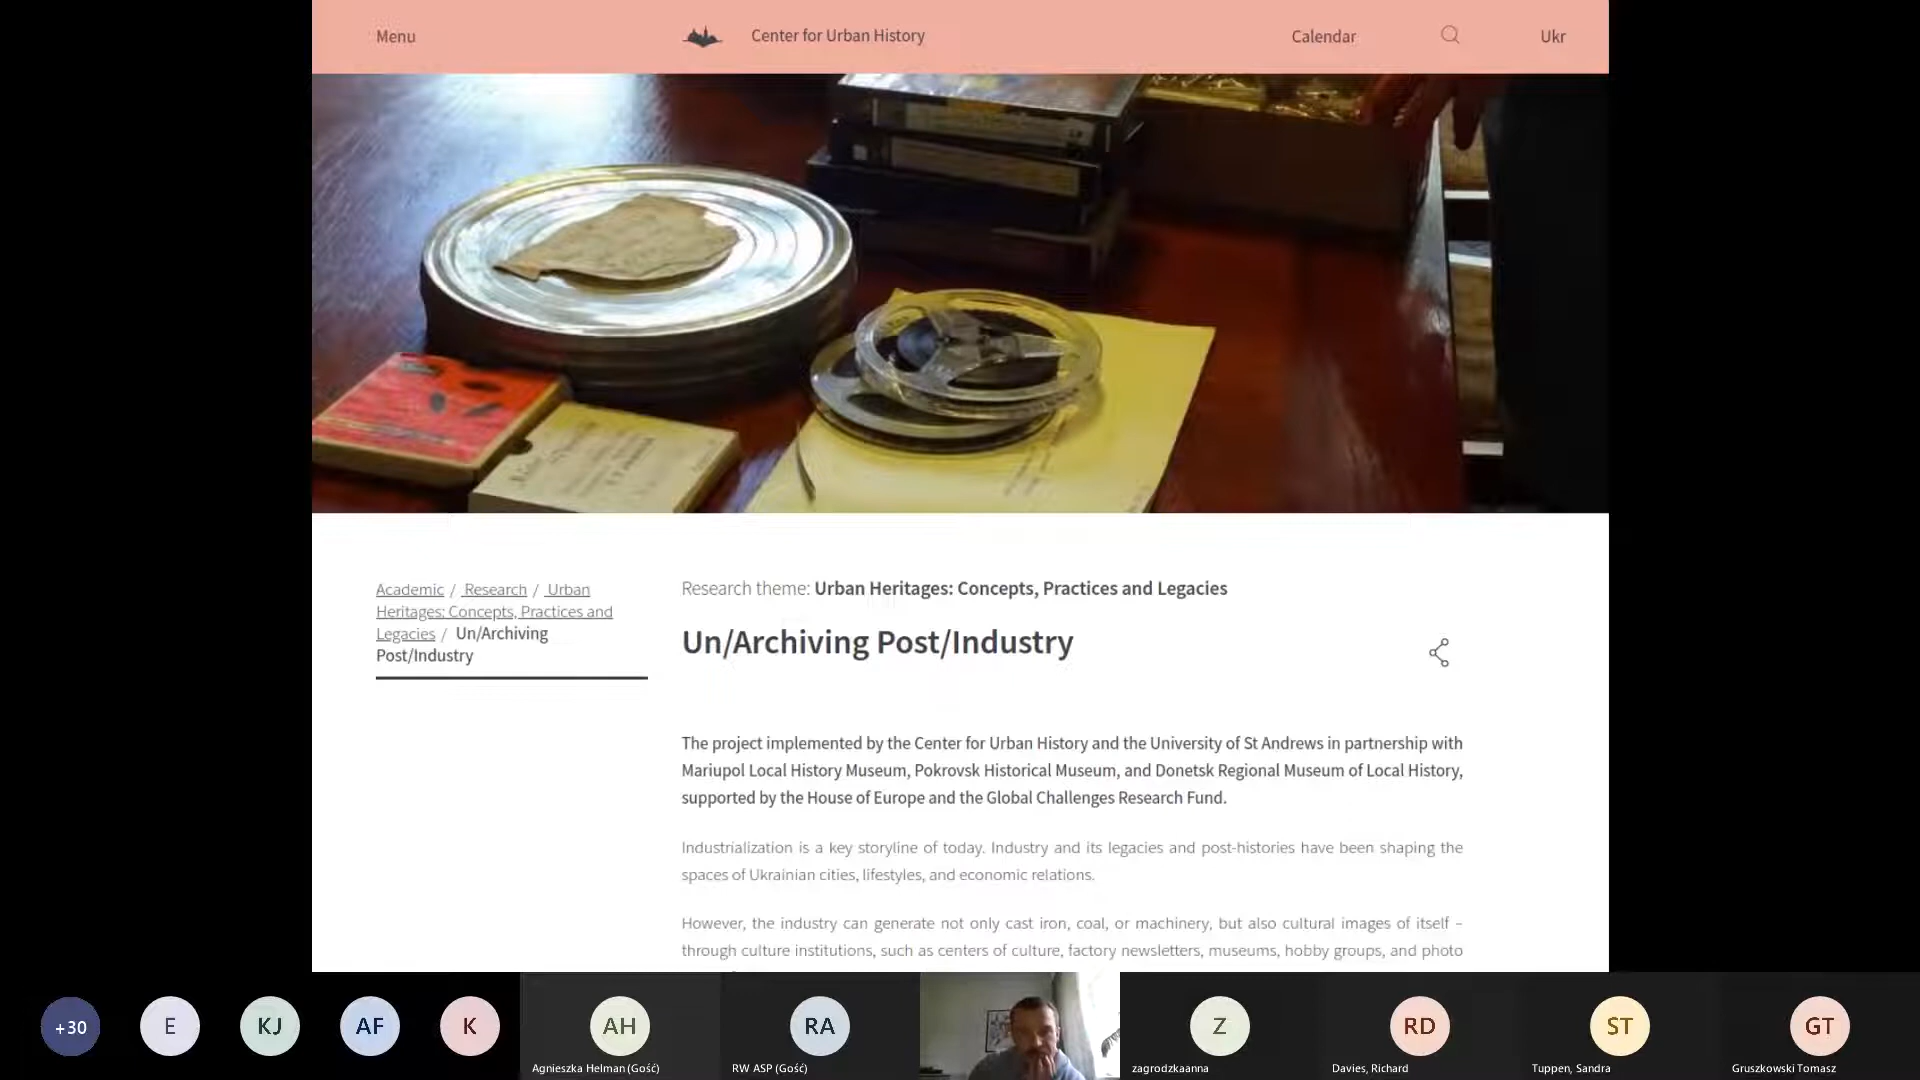 Menu
Center for Urban History
Calendar
Ukr
Academic / Research / Urban
Heritages: Concepts, Practices and
Legacies / Un/Archiving
Post/Industry
Research theme: Urban Heritages: Concepts, Practices and Legacies
Un/Archiving Post/Industry
The project implemented by the Center for Urban History and the University of St Andrews in partnership with
Mariupol Local History Museum, Pokrovsk Historical Museum, and Donetsk Regional Museum of Local History,
supported by the House of Europe and the Global Challenges Research Fund.
Industrialization is a key storyline of today. Industry and its legacies and post-histories have been shaping the
spaces of Ukrainian cities, lifestyles, and economic relations.
However, the industry can generate not only cast iron, coal, or machinery, but also cultural images of itself –
through culture institutions, such as centers of culture, factory newsletters, museums, hobby groups, and photo
+30
E
KJ
AF
K
AH
RA
Z
RD
ST
GT
Agnieszka Helman (Gość)
RW ASP (Gość)
zagrodzkaanna
Davies, Richard
Tuppen, Sandra
Gruszkowski Tomasz